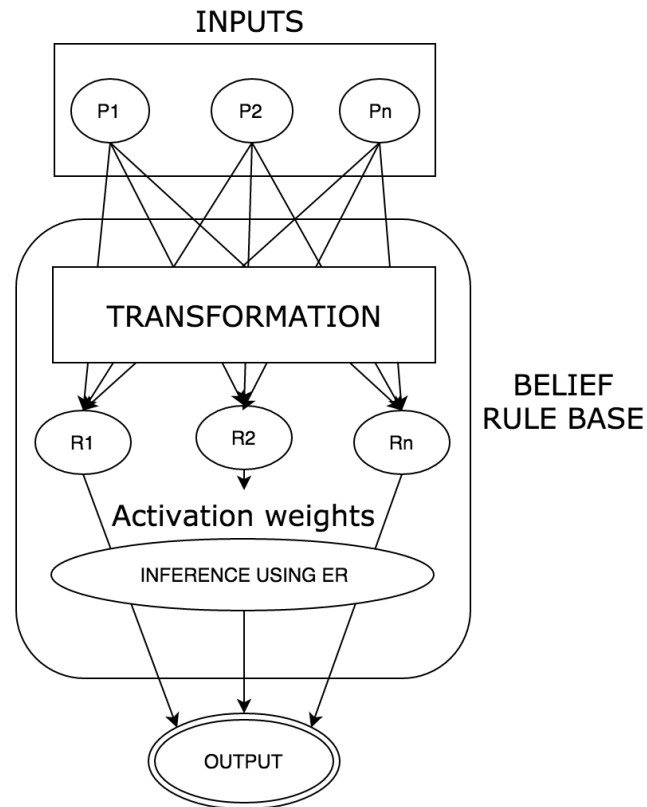 INPUTS
P1
P2
Pn
TRANSFORMATION
BELIEF
RULE BASE
R1
R2
Rn
Activation weights
INFERENCE USING ER
OUTPUT